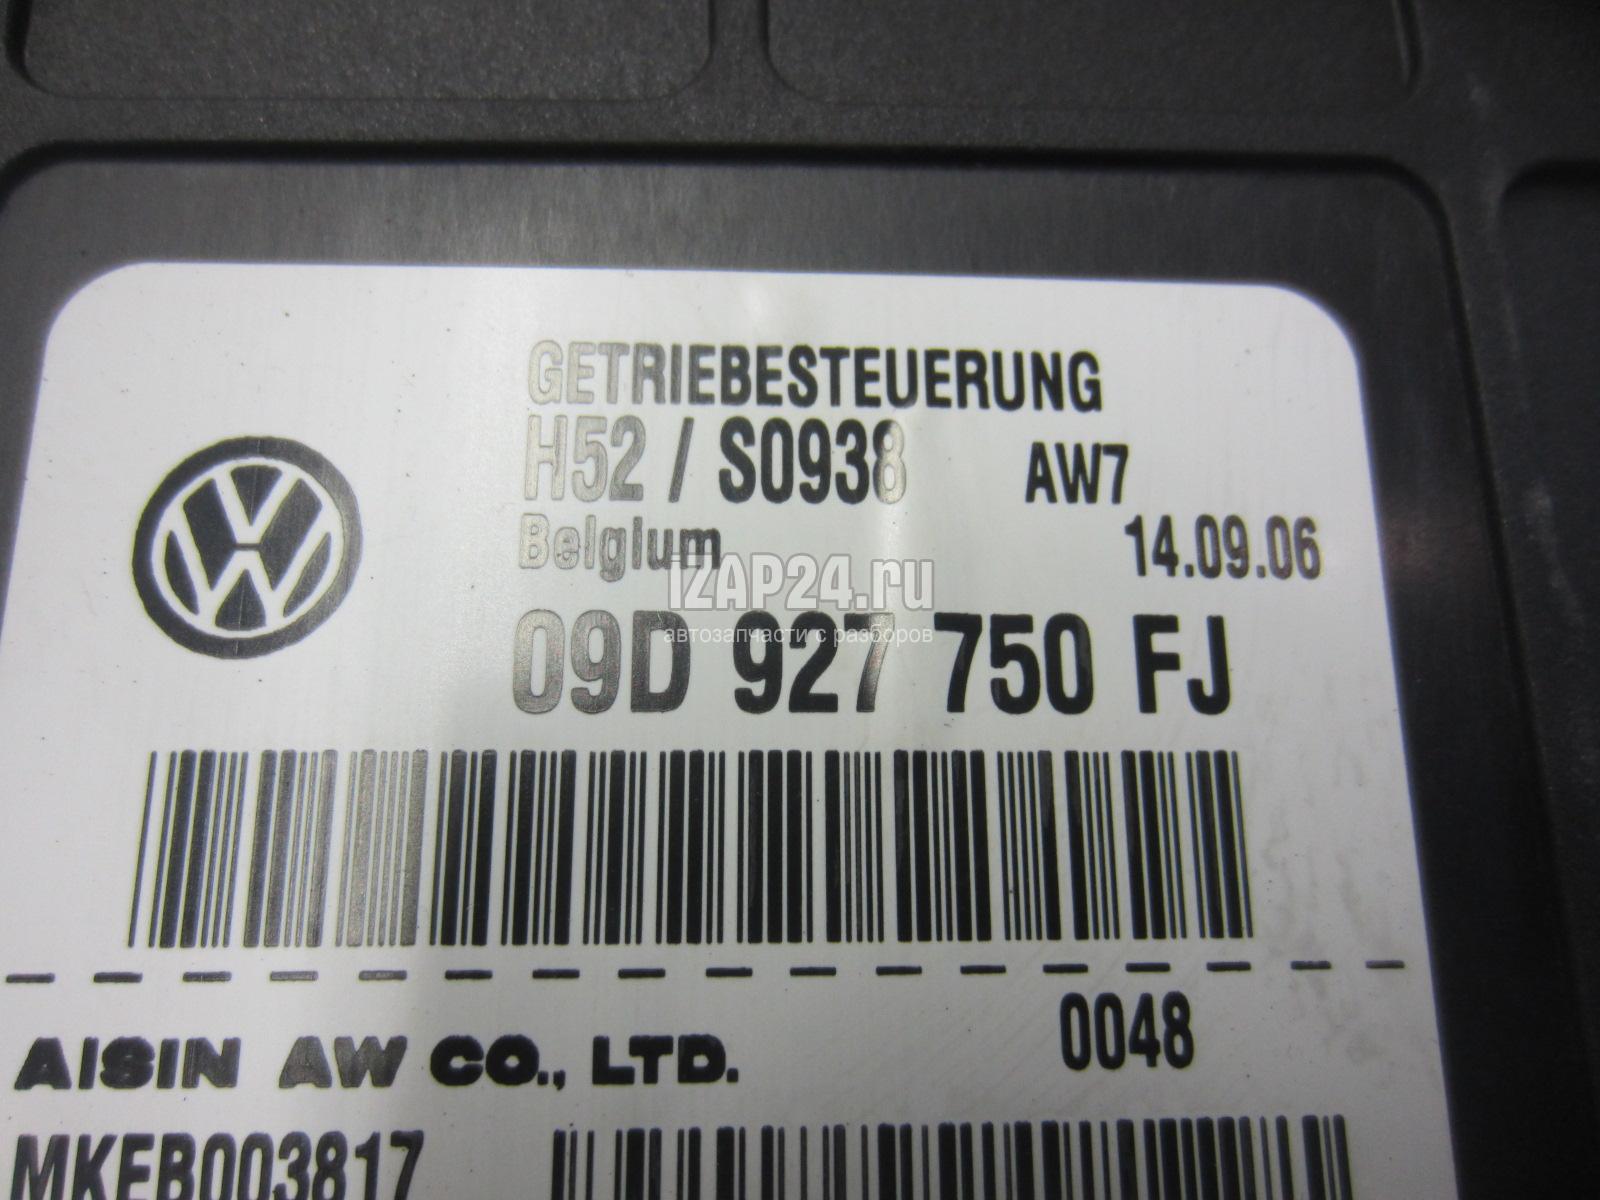 GETRIEBESTEUERUNG
H52 / S0938 AW7
Belgium 14.09.06
iZAP24.ru
автозапчасти с разборов
09D 927 750 FJ
0048
AISIN AW CO., LTD.
MKEB003817